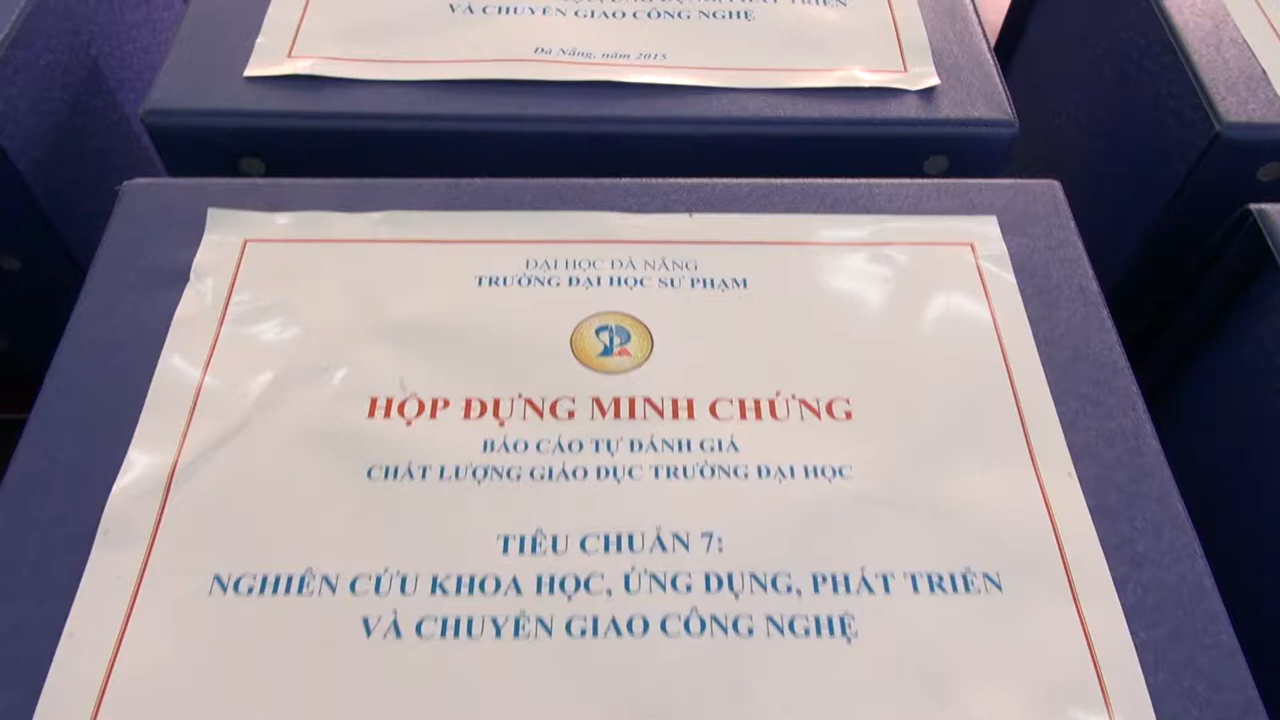 VÀ CHUYỂN GIAO CÔNG NGHỆ
Đà Nẵng, năm 2015
ĐẠI HỌC ĐÀ NẴNG
TRƯỜNG ĐẠI HỌC SƯ PHẠM
HỘP ĐỰNG MINH CHỨNG
BÁO CÁO TỰ ĐÁNH GIÁ
CHẤT LƯỢNG GIÁO DỤC TRƯỜNG ĐẠI HỌC
TIÊU CHUẨN 7:
NGHIÊN CỨU KHOA HỌC, ỨNG DỤNG, PHÁT TRIỂN
VÀ CHUYỂN GIAO CÔNG NGHỆ